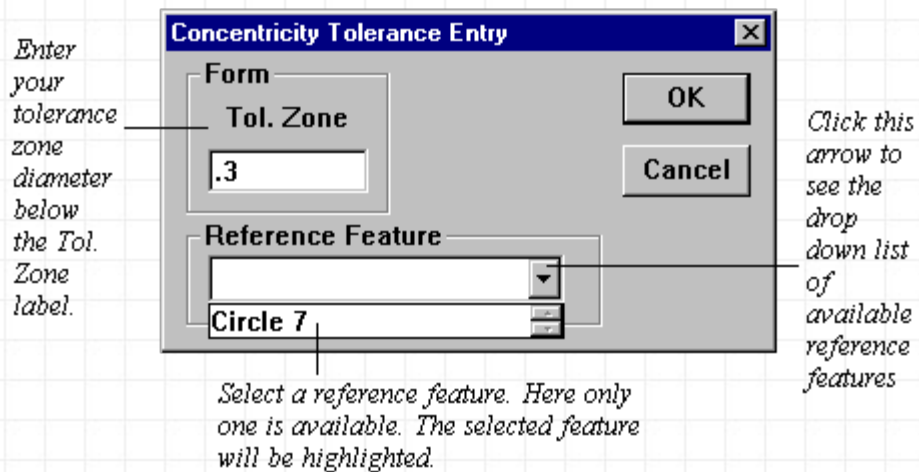 Concentricity Tolerance Entry
Form
Tol. Zone
.3
OK
Cancel
Reference Feature
Circle 7
Enter
your
tolerance
zone
diameter
below
the Tol.
Zone
label.
Click this
arrow to
see the
drop
down list
of
available
reference
features
Select a reference feature. Here only
one is available. The selected feature
will be highlighted.